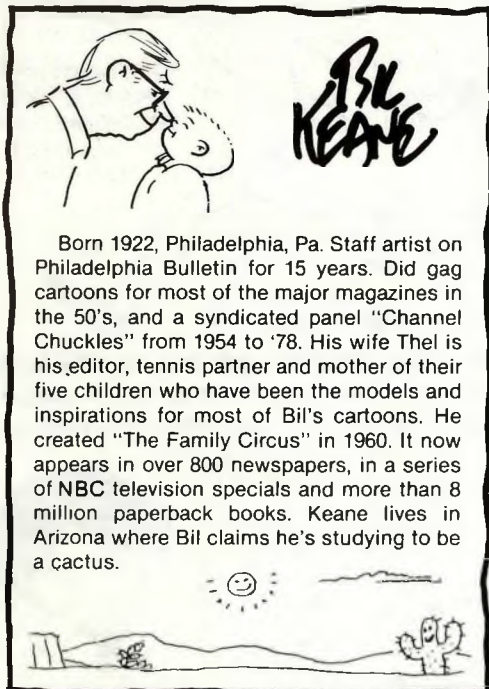 BIL
KEANE
Born 1922, Philadelphia, Pa. Staff artist on
Philadelphia Bulletin for 15 years. Did gag
cartoons for most of the major magazines in
the 50's, and a syndicated panel "Channel
Chuckles" from 1954 to '78. His wife Thel is
his editor, tennis partner and mother of their
five children who have been the models and
inspirations for most of Bil's cartoons. He
created "The Family Circus" in 1960. It now
appears in over 800 newspapers, in a series
of NBC television specials and more than 8
million paperback books. Keane lives in
Arizona where Bil claims he's studying to be
a cactus.